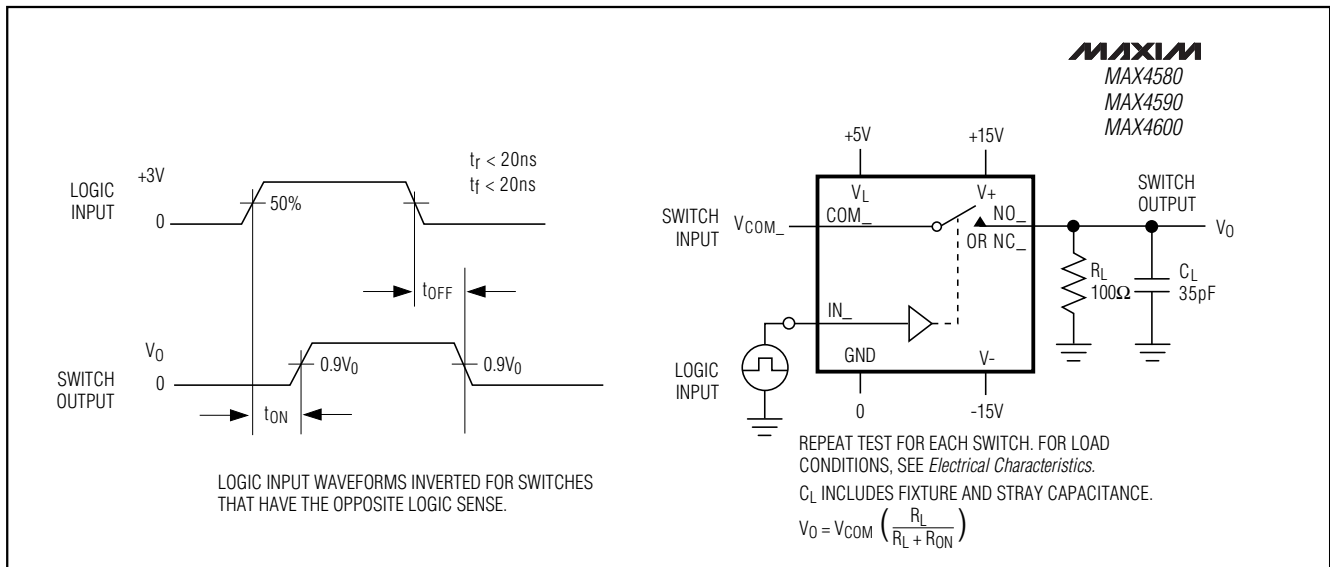 MAXIM
MAX4580
MAX4590
MAX4600
LOGIC
INPUT
+3V
0
50%
tr < 20ns
tf < 20ns
tOFF
SWITCH
OUTPUT
VO
0
0.9V0
0.9V0
tON
LOGIC INPUT WAVEFORMS INVERTED FOR SWITCHES
THAT HAVE THE OPPOSITE LOGIC SENSE.
+5V
+15V
VL
V+
SWITCH
INPUT
VCOM_
COM_
NO_
OR NC_
SWITCH
OUTPUT
VO
RL
100Ω
CL
35pF
IN_
LOGIC
INPUT
GND
V-
0
-15V
REPEAT TEST FOR EACH SWITCH. FOR LOAD
CONDITIONS, SEE Electrical Characteristics.
CL INCLUDES FIXTURE AND STRAY CAPACITANCE.
VO = VCOM (RL / RL + RON)